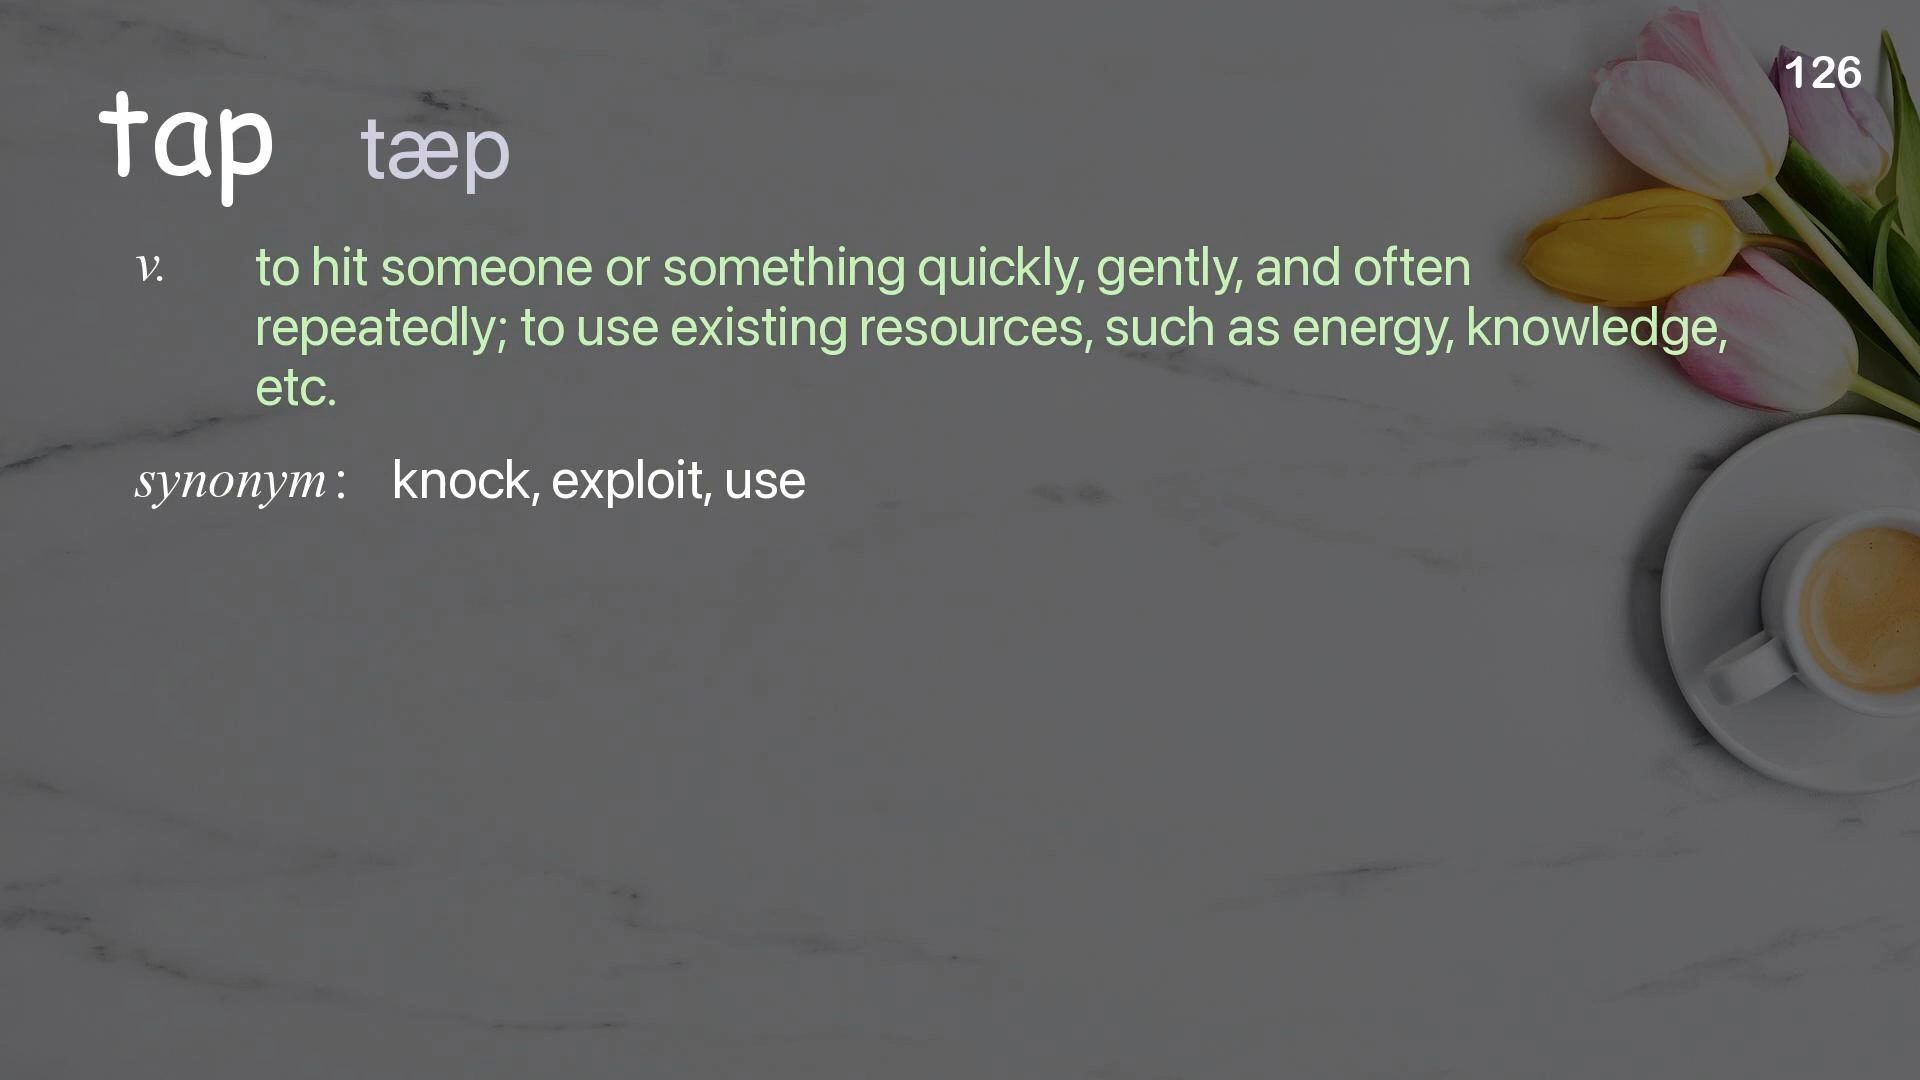 126
tap tæp
v. to hit someone or something quickly, gently, and often
repeatedly; to use existing resources, such as energy, knowledge,
etc.
synonym : knock, exploit, use